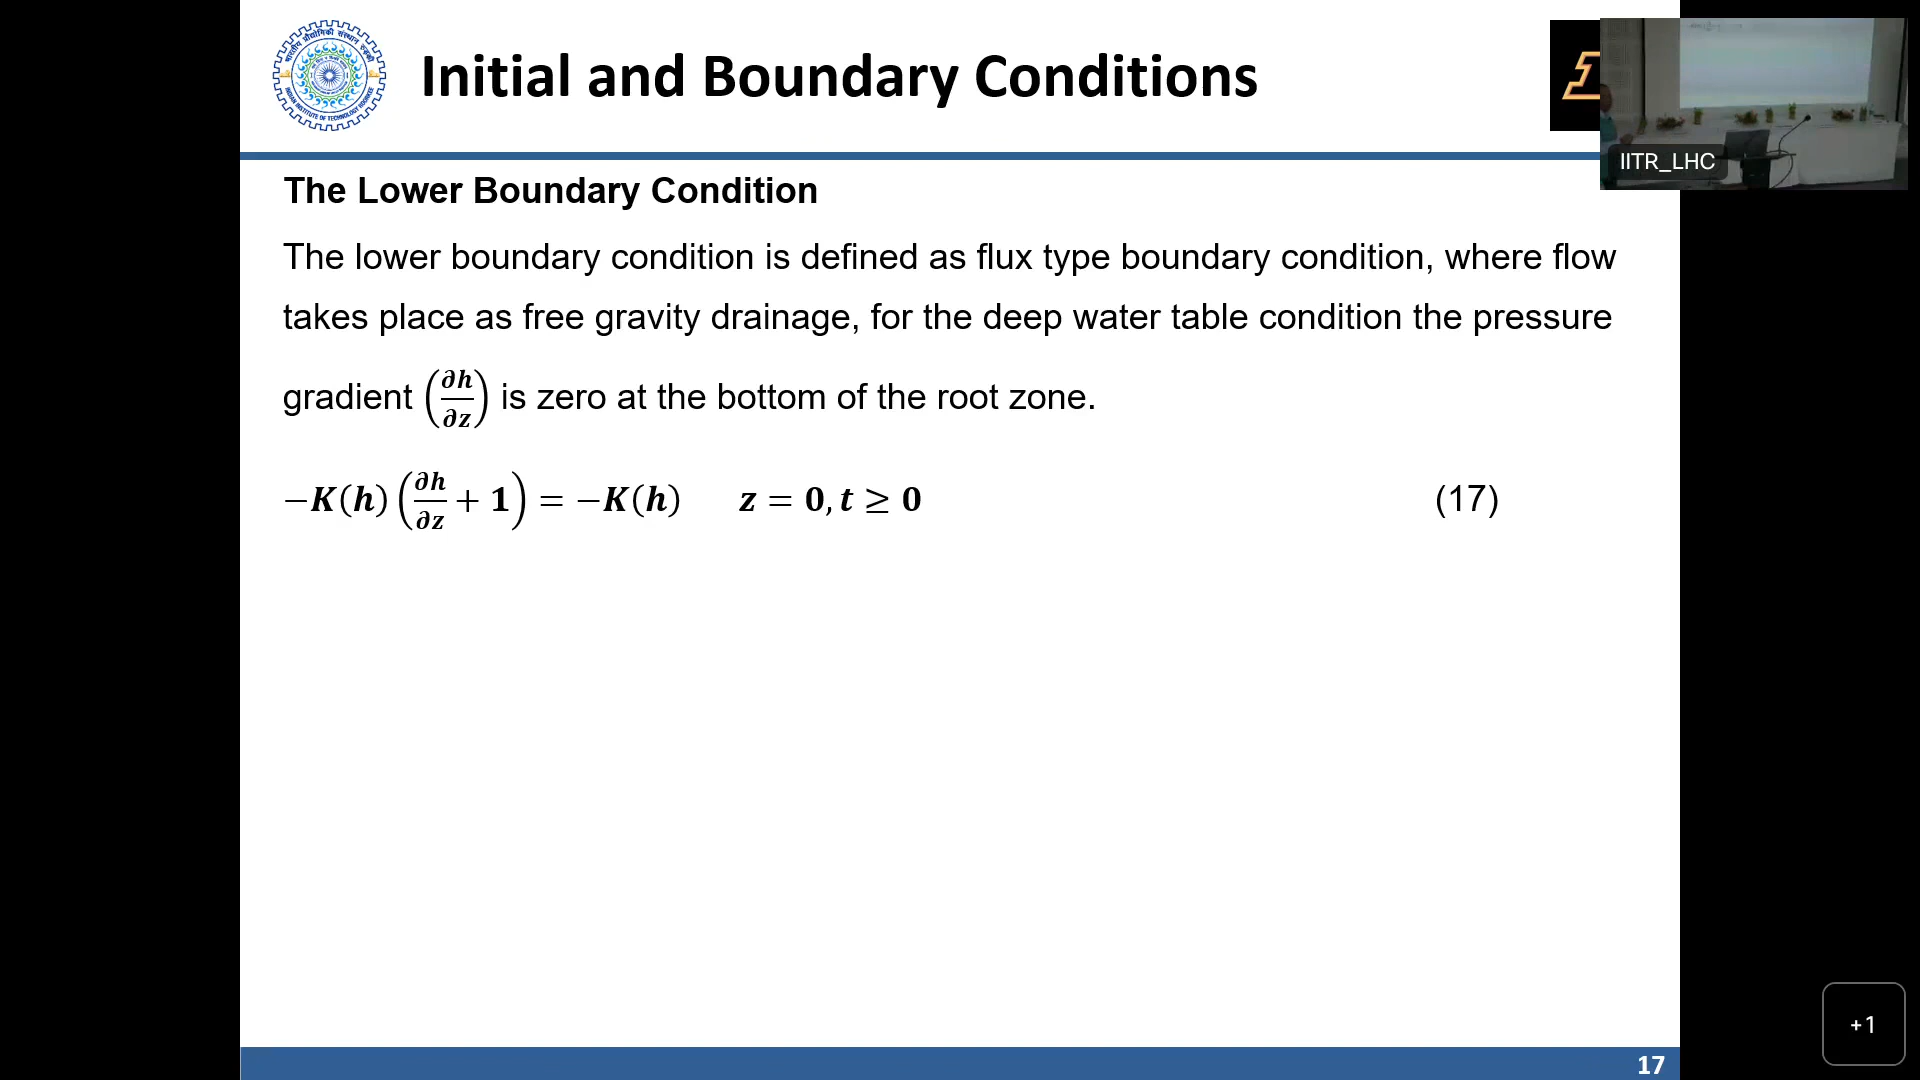 Initial and Boundary Conditions
IITR_LHC
The Lower Boundary Condition
The lower boundary condition is defined as flux type boundary condition, where flow
takes place as free gravity drainage, for the deep water table condition the pressure
gradient (∂h/∂z) is zero at the bottom of the root zone.
−K(h)(∂h/∂z + 1) = −K(h) z = 0, t ≥ 0 (17)
+1
17